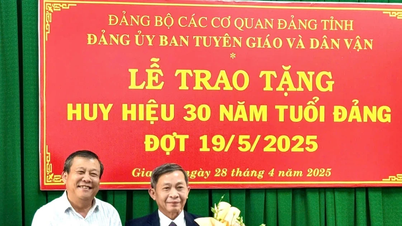 ĐẢNG BỘ CÁC CƠ QUAN ĐẢNG TỈNH
ĐẢNG ỦY BAN TUYÊN GIÁO VÀ DÂN VẬN
*
LỄ TRAO TẶNG
HUY HIỆU 30 NĂM TUỔI ĐẢNG
ĐỢT 19/5/2025
Gia ngày 28 tháng 4 năm 2025